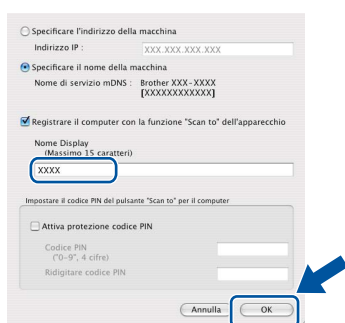 Specificare l'indirizzo della macchina
Indirizzo IP :
XXX.XXX.XXX.XXX
Specificare il nome della macchina
Nome di servizio mDNS :
Brother XXX-XXXX
[XXXXXXXXXXXX]
Registrare il computer con la funzione "Scan to" dell'apparecchio
Nome Display
(Massimo 15 caratteri)
XXXX
Impostare il codice PIN del pulsante "Scan to" per il computer
Attiva protezione codice PIN
Codice PIN
("0-9", 4 cifre)
Ridigitare codice PIN
Annulla
OK